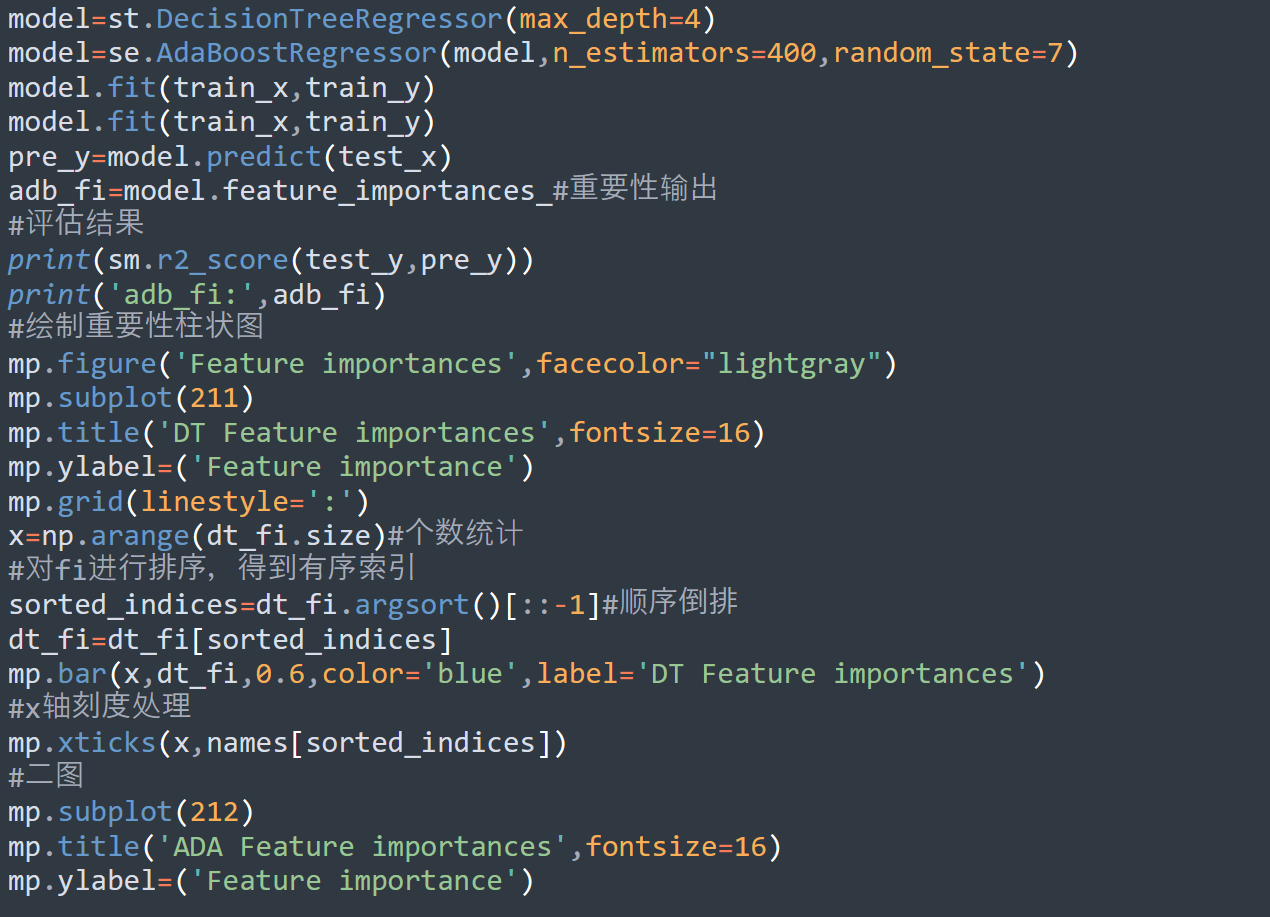 model=st.DecisionTreeRegressor(max_depth=4)
model=se.AdaBoostRegressor(model,n_estimators=400,random_state=7)
model.fit(train_x,train_y)
model.fit(train_x,train_y)
pre_y=model.predict(test_x)
adb_fi=model.feature_importances_#重要性输出
#评估结果
print(sm.r2_score(test_y,pre_y))
print('adb_fi:',adb_fi)
#绘制重要性柱状图
mp.figure('Feature importances',facecolor="lightgray")
mp.subplot(211)
mp.title('DT Feature importances',fontsize=16)
mp.ylabel=('Feature importance')
mp.grid(linestyle=':')
x=np.arange(dt_fi.size)#个数统计
#对fi进行排序，得到有序索引
sorted_indices=dt_fi.argsort()[::-1]#顺序倒排
dt_fi=dt_fi[sorted_indices]
mp.bar(x,dt_fi,0.6,color='blue',label='DT Feature importances')
#x轴刻度处理
mp.xticks(x,names[sorted_indices])
#二图
mp.subplot(212)
mp.title('ADA Feature importances',fontsize=16)
mp.ylabel=('Feature importance')